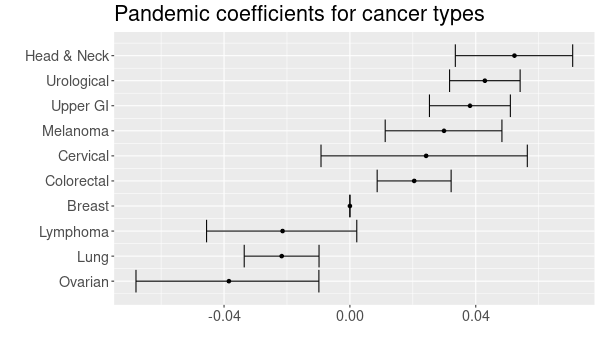 Pandemic coefficients for cancer types
Head & Neck
Urological
Upper GI
Melanoma
Cervical
Colorectal
Breast
Lymphoma
Lung
Ovarian
-0.04 0.00 0.04